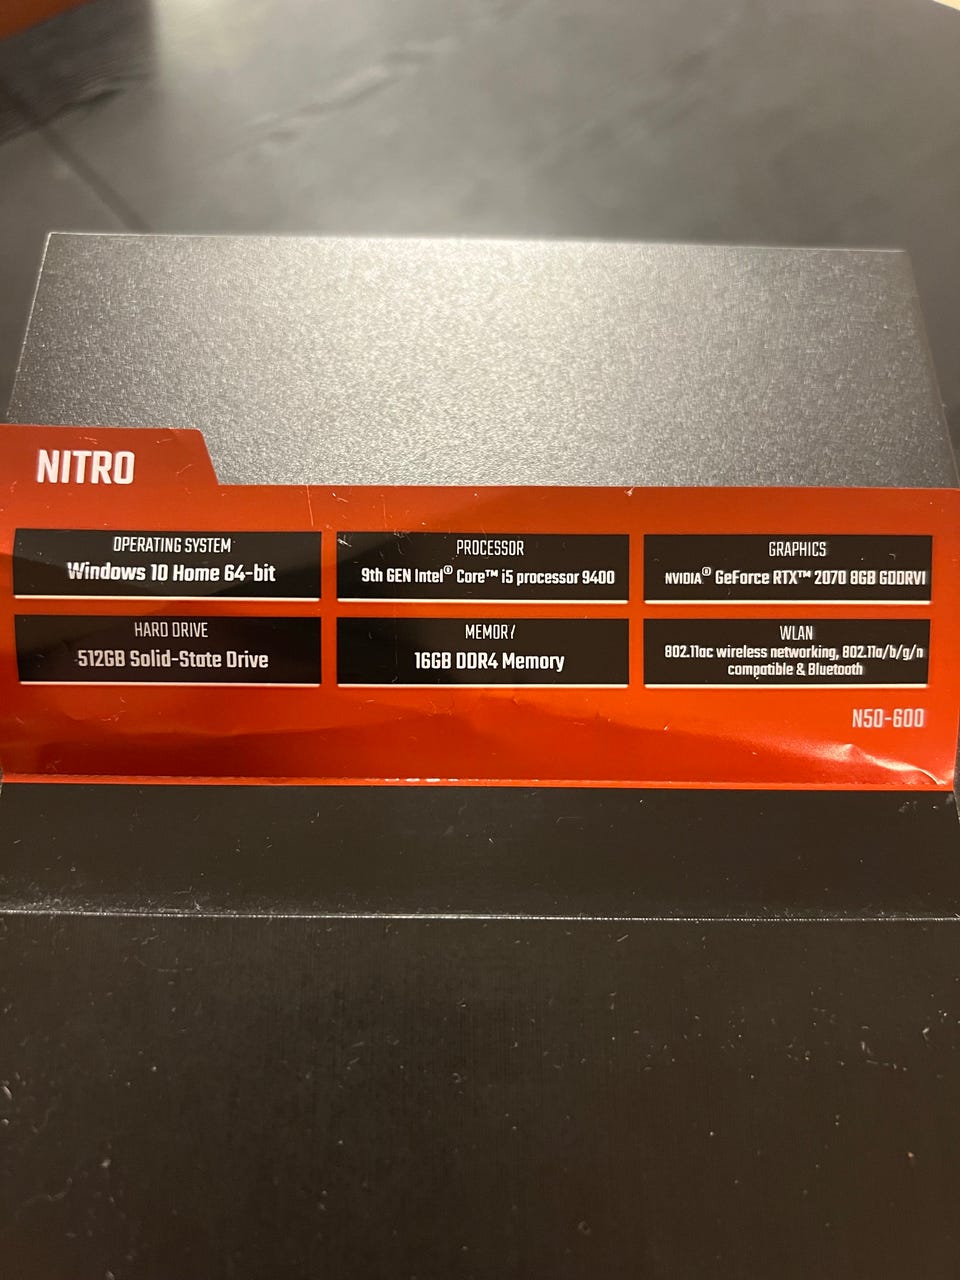 NITRO
OPERATING SYSTEM
Windows 10 Home 64-bit
PROCESSOR
9th GEN Intel® Core™ i5 processor 9400
GRAPHICS
NVIDIA® GeForce RTX™ 2070 8GB GDDRVI
HARD DRIVE
512GB Solid-State Drive
MEMORY
16GB DDR4 Memory
WLAN
802.11ac wireless networking, 802.11a/b/g/n
compatible & Bluetooth
N50-600